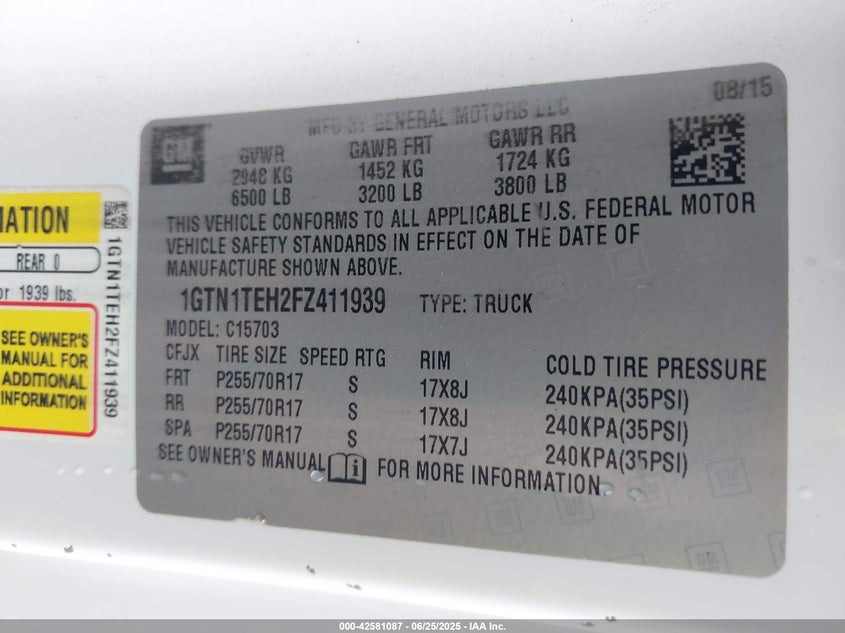 08/15
MFD BY GENERAL MOTORS LLC
GM
GVWR GAWR FRT GAWR RR
2948 KG 1452 KG 1724 KG
6500 LB 3200 LB 3800 LB
THIS VEHICLE CONFORMS TO ALL APPLICABLE U.S. FEDERAL MOTOR
VEHICLE SAFETY STANDARDS IN EFFECT ON THE DATE OF
MANUFACTURE SHOWN ABOVE.
1GTN1TEH2FZ411939 TYPE: TRUCK
MODEL: C15703
CFJX TIRE SIZE SPEED RTG RIM COLD TIRE PRESSURE
FRT P255/70R17 S 17X8J 240KPA(35PSI)
RR P255/70R17 S 17X8J 240KPA(35PSI)
SPA P255/70R17 S 17X7J 240KPA(35PSI)
SEE OWNER'S MANUAL i FOR MORE INFORMATION
REAR 0
or 1939 lbs.
SEE OWNER'S
MANUAL FOR
ADDITIONAL
INFORMATION
1GTN1TEH2FZ411939
000-42581087 - 06/25/2025 - IAA Inc.